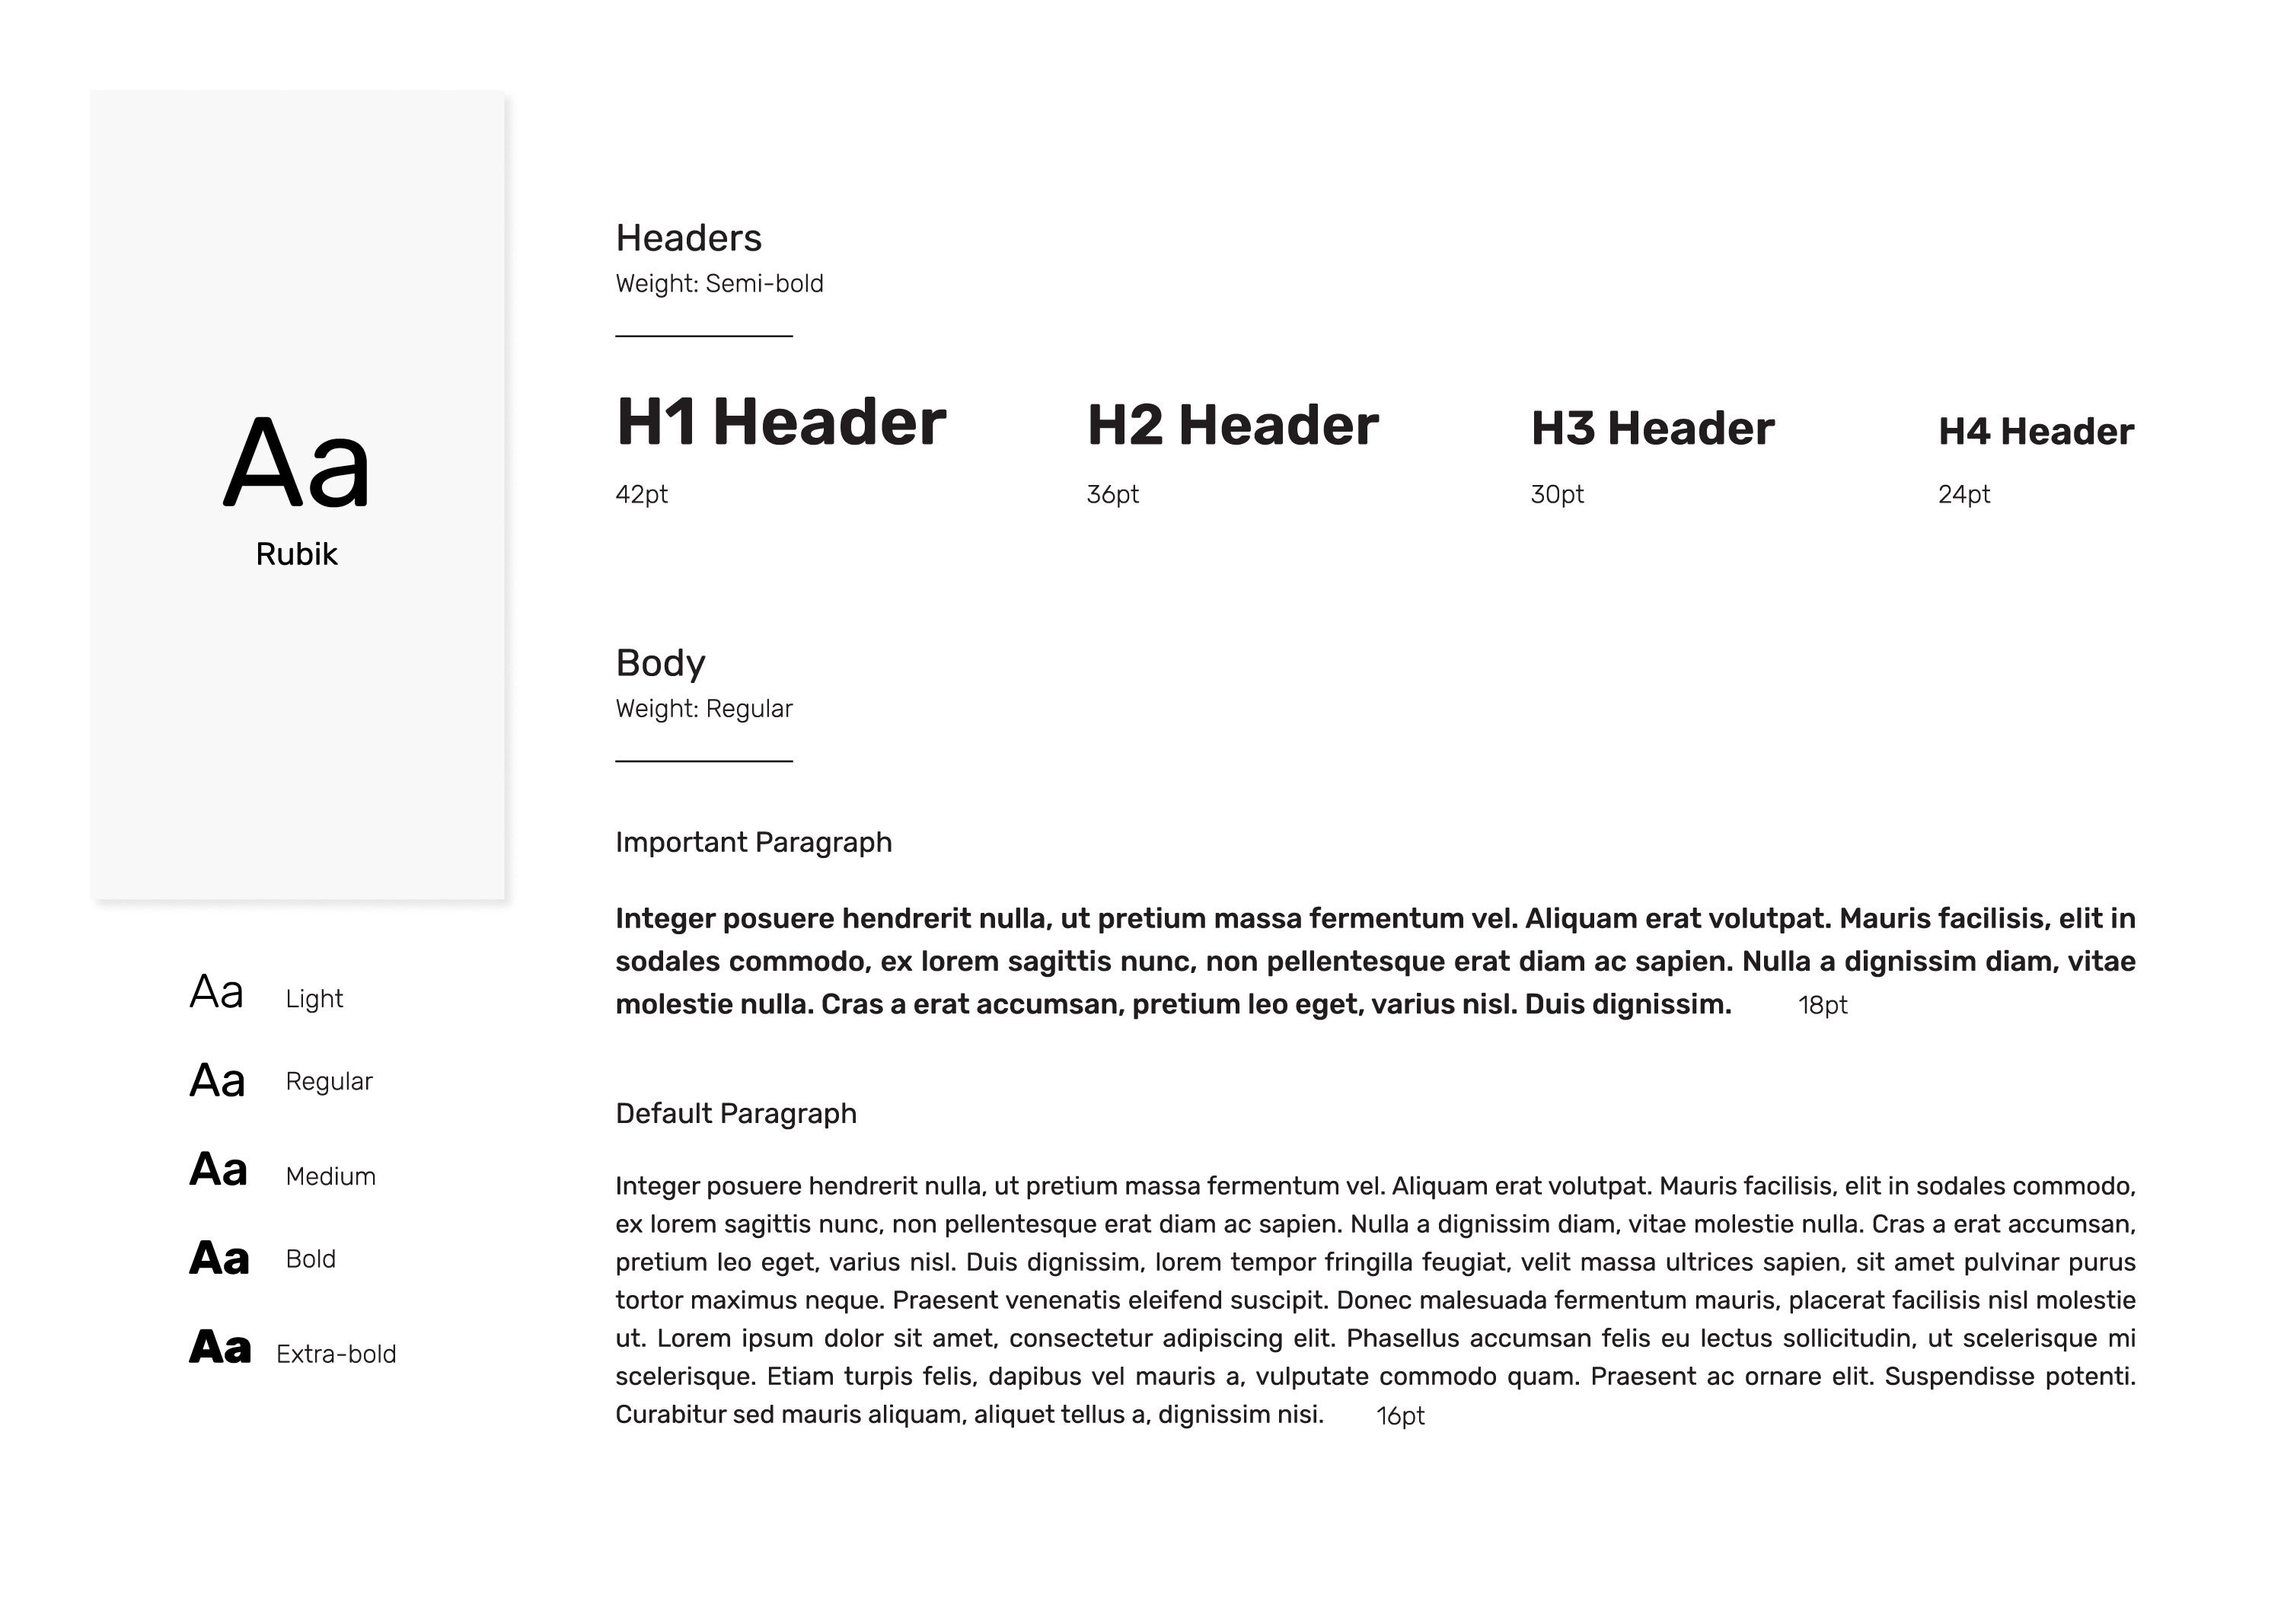 Aa
Rubik
Aa Light
Aa Regular
Aa Medium
Aa Bold
Aa Extra-bold
Headers
Weight: Semi-bold
H1 Header H2 Header H3 Header H4 Header
42pt 36pt 30pt 24pt
Body
Weight: Regular
Important Paragraph
Integer posuere hendrerit nulla, ut pretium massa fermentum vel. Aliquam erat volutpat. Mauris facilisis, elit in
sodales commodo, ex lorem sagittis nunc, non pellentesque erat diam ac sapien. Nulla a dignissim diam, vitae
molestie nulla. Cras a erat accumsan, pretium leo eget, varius nisl. Duis dignissim. 18pt
Default Paragraph
Integer posuere hendrerit nulla, ut pretium massa fermentum vel. Aliquam erat volutpat. Mauris facilisis, elit in sodales commodo,
ex lorem sagittis nunc, non pellentesque erat diam ac sapien. Nulla a dignissim diam, vitae molestie nulla. Cras a erat accumsan,
pretium leo eget, varius nisl. Duis dignissim, lorem tempor fringilla feugiat, velit massa ultrices sapien, sit amet pulvinar purus
tortor maximus neque. Praesent venenatis eleifend suscipit. Donec malesuada fermentum mauris, placerat facilisis nisl molestie
ut. Lorem ipsum dolor sit amet, consectetur adipiscing elit. Phasellus accumsan felis eu lectus sollicitudin, ut scelerisque mi
scelerisque. Etiam turpis felis, dapibus vel mauris a, vulputate commodo quam. Praesent ac ornare elit. Suspendisse potenti.
Curabitur sed mauris aliquam, aliquet tellus a, dignissim nisi. 16pt